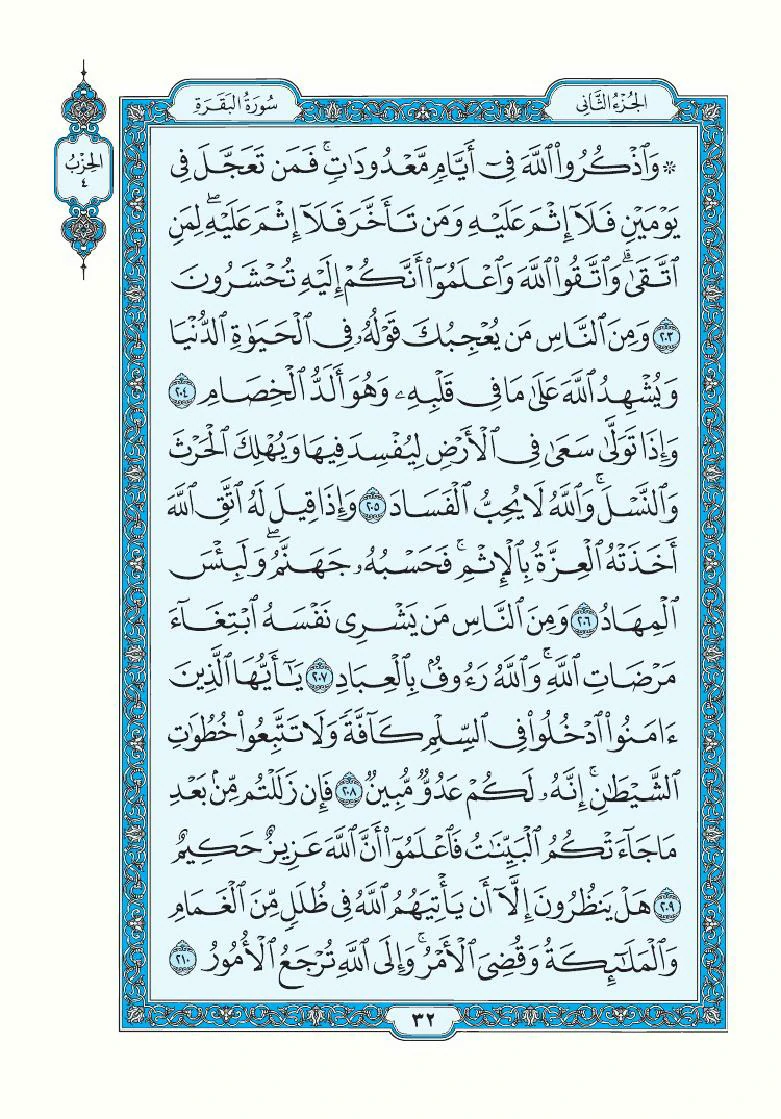 الجُزْءُ الثَّانِي
سُورَةُ البَقَرَةِ
الحِزْبُ
٤
۞ وَٱذْكُرُوا۟ ٱللَّهَ فِىٓ أَيَّامٍ مَّعْدُودَٰتٍ ۚ فَمَن تَعَجَّلَ فِى
يَوْمَيْنِ فَلَآ إِثْمَ عَلَيْهِ وَمَن تَأَخَّرَ فَلَآ إِثْمَ عَلَيْهِ ۖ لِمَنِ
ٱتَّقَىٰ ۗ وَٱتَّقُوا۟ ٱللَّهَ وَٱعْلَمُوٓا۟ أَنَّكُمْ إِلَيْهِ تُحْشَرُونَ
٢٠٣ وَمِنَ ٱلنَّاسِ مَن يُعْجِبُكَ قَوْلُهُۥ فِى ٱلْحَيَوٰةِ ٱلدُّنْيَا
وَيُشْهِدُ ٱللَّهَ عَلَىٰ مَا فِى قَلْبِهِۦ وَهُوَ أَلَدُّ ٱلْخِصَامِ ٢٠٤
وَإِذَا تَوَلَّىٰ سَعَىٰ فِى ٱلْأَرْضِ لِيُفْسِدَ فِيهَا وَيُهْلِكَ ٱلْحَرْثَ
وَٱلنَّسْلَ ۗ وَٱللَّهُ لَا يُحِبُّ ٱلْفَسَادَ ٢٠٥ وَإِذَا قِيلَ لَهُ ٱتَّقِ ٱللَّهَ
أَخَذَتْهُ ٱلْعِزَّةُ بِٱلْإِثْمِ ۚ فَحَسْبُهُۥ جَهَنَّمُ ۖ وَلَبِئْسَ
ٱلْمِهَادُ ٢٠٦ وَمِنَ ٱلنَّاسِ مَن يَشْرِى نَفْسَهُ ٱبْتِغَآءَ
مَرْضَاتِ ٱللَّهِ ۗ وَٱللَّهُ رَءُوفٌۢ بِٱلْعِبَادِ ٢٠٧ يَٰٓأَيُّهَا ٱلَّذِينَ
ءَامَنُوا۟ ٱدْخُلُوا۟ فِى ٱلسِّلْمِ كَآفَّةً وَلَا تَتَّبِعُوا۟ خُطُوَٰتِ
ٱلشَّيْطَٰنِ ۚ إِنَّهُۥ لَكُمْ عَدُوٌّ مُّبِينٌ ٢٠٨ فَإِن زَلَلْتُم مِّنۢ بَعْدِ
مَا جَآءَتْكُمُ ٱلْبَيِّنَٰتُ فَٱعْلَمُوٓا۟ أَنَّ ٱللَّهَ عَزِيزٌ حَكِيمٌ
٢٠٩ هَلْ يَنظُرُونَ إِلَّآ أَن يَأْتِيَهُمُ ٱللَّهُ فِى ظُلَلٍ مِّنَ ٱلْغَمَامِ
وَٱلْمَلَٰٓئِكَةُ وَقُضِىَ ٱلْأَمْرُ ۚ وَإِلَى ٱللَّهِ تُرْجَعُ ٱلْأُمُورُ ٢١٠
٣٢